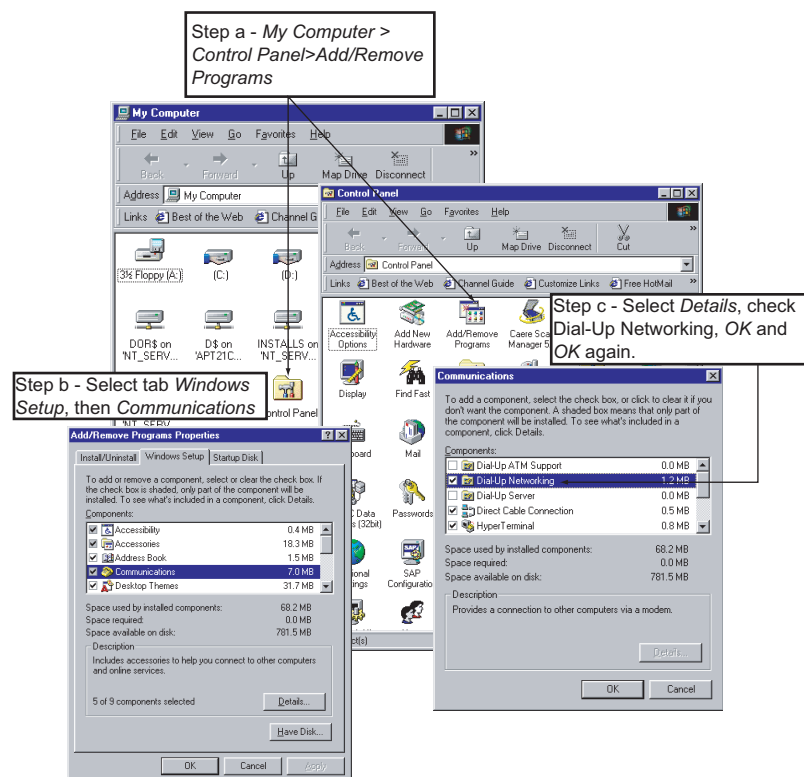 Step a - My Computer >
Control Panel>Add/Remove
Programs
My Computer
File Edit View Go Favorites Help
Back Forward Up Map Drive Disconnect »
Address My Computer
Links Best of the Web Channel G
3½ Floppy (A:) (C:) (D:)
DOR$ on 'NT_SERV... D$ on 'APT21C... INSTALLS on 'NT_SERV...
Control Panel
Control Panel
File Edit View Go Favorites Help
Back Forward Up Map Drive Disconnect Cut »
Address Control Panel
Links Best of the Web Channel Guide Customize Links Free HotMail »
Accessibility Options Add New Hardware Add/Remove Programs Caere Sca Manager 5
Display Find Fast
board Mail
C Data s (32bit) Passwords
ional ings SAP Configuratio
ct(s)
Step c - Select Details, check
Dial-Up Networking, OK and
OK again.
Step b - Select tab Windows
Setup, then Communications
Add/Remove Programs Properties
Install/Uninstall Windows Setup Startup Disk
To add or remove a component, select or clear the check box. If
the check box is shaded, only part of the component will be
installed. To see what's included in a component, click Details.
Components:
Accessibility 0.4 MB
Accessories 18.3 MB
Address Book 1.5 MB
Communications 7.0 MB
Desktop Themes 31.7 MB
Space used by installed components: 68.2 MB
Space required: 0.0 MB
Space available on disk: 781.5 MB
Description
Includes accessories to help you connect to other computers
and online services.
5 of 9 components selected Details...
Have Disk...
OK Cancel Apply
Communications
To add a component, select the check box, or click to clear it if you
don't want the component. A shaded box means that only part of
the component will be installed. To see what's included in a
component, click Details.
Components:
Dial-Up ATM Support 0.0 MB
Dial-Up Networking 1.2 MB
Dial-Up Server 0.0 MB
Direct Cable Connection 0.5 MB
HyperTerminal 0.8 MB
Space used by installed components: 68.2 MB
Space required: 0.0 MB
Space available on disk: 781.5 MB
Description
Provides a connection to other computers via a modem.
Details...
OK Cancel